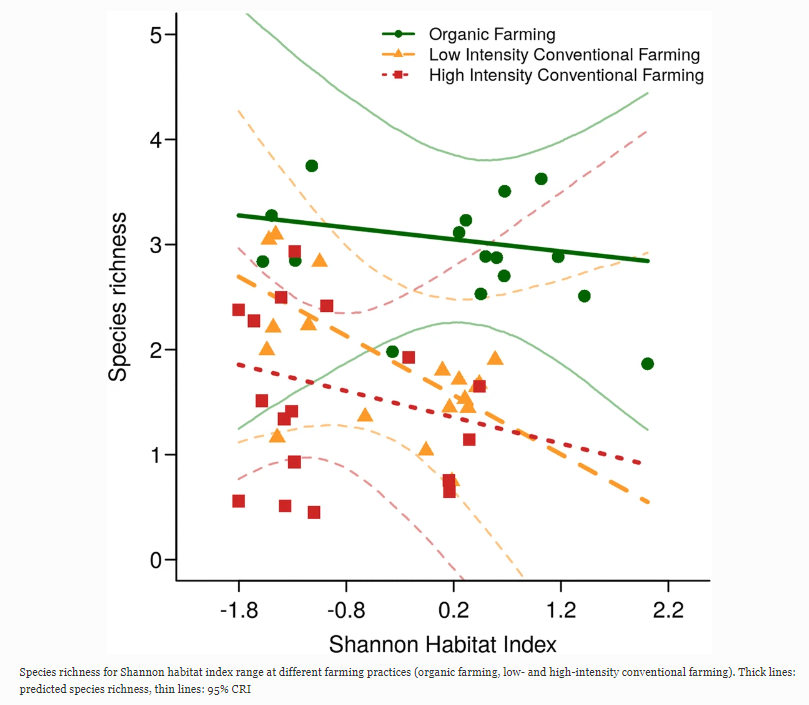 Organic Farming
Low Intensity Conventional Farming
High Intensity Conventional Farming
5
4
3
2
1
0
Species richness
-1.8 -0.8 0.2 1.2 2.2
Shannon Habitat Index
Species richness for Shannon habitat index range at different farming practices (organic farming, low- and high-intensity conventional farming). Thick lines:
predicted species richness, thin lines: 95% CRI